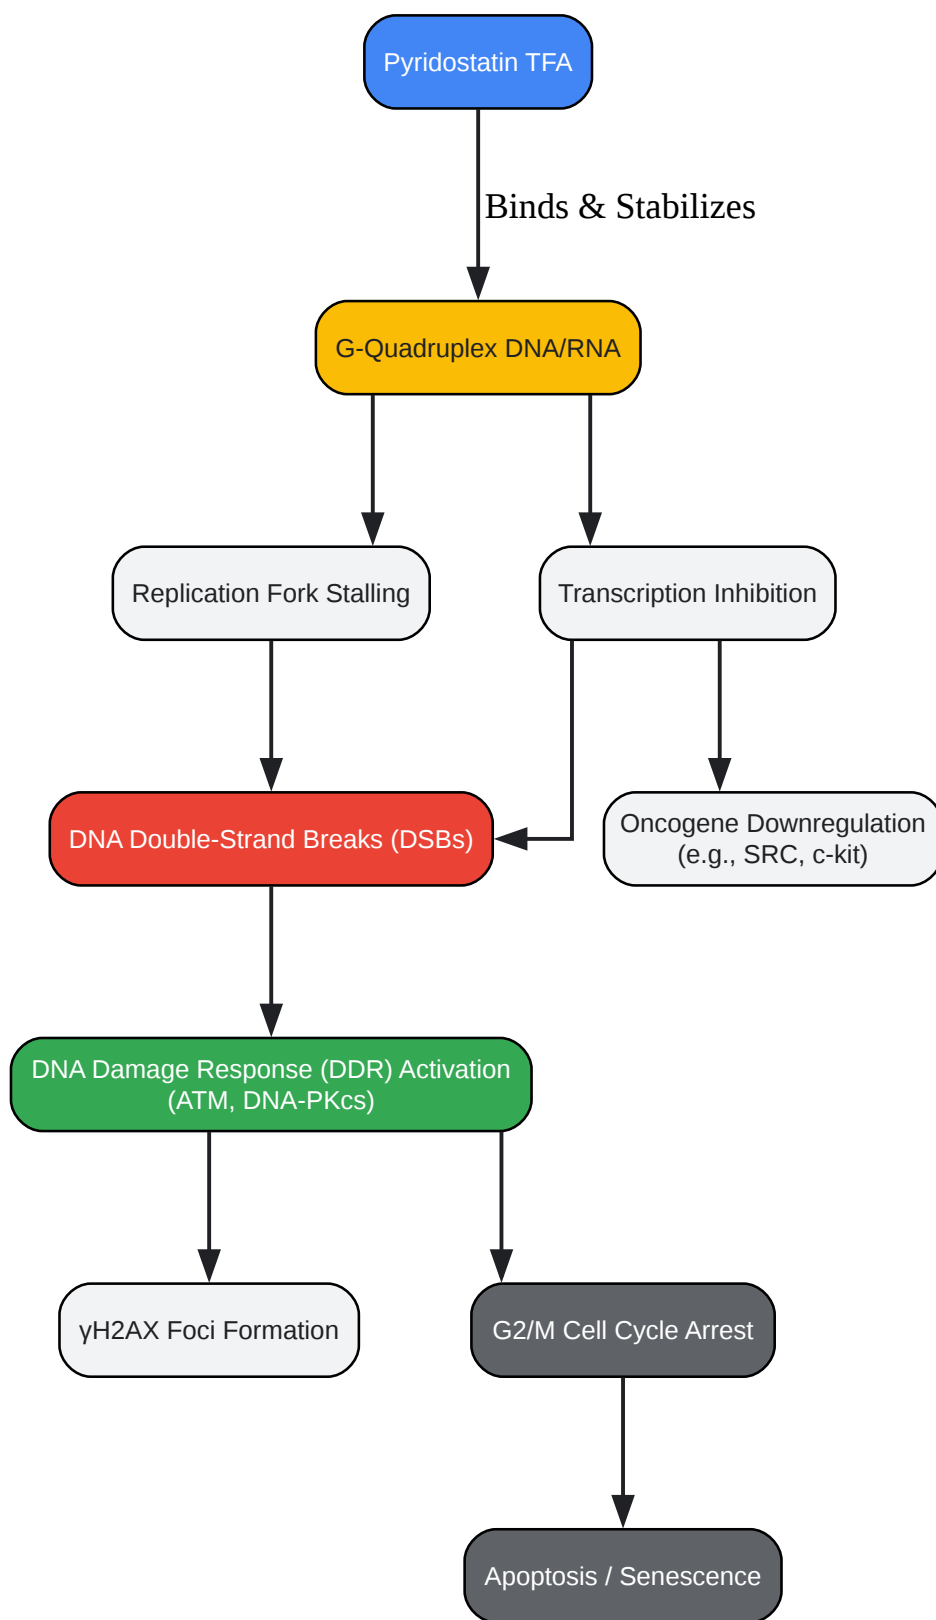 Pyridostatin TFA
Binds & Stabilizes
G-Quadruplex DNA/RNA
Replication Fork Stalling
Transcription Inhibition
DNA Double-Strand Breaks (DSBs)
Oncogene Downregulation
(e.g., SRC, c-kit)
DNA Damage Response (DDR) Activation
(ATM, DNA-PKcs)
γH2AX Foci Formation
G2/M Cell Cycle Arrest
Apoptosis / Senescence